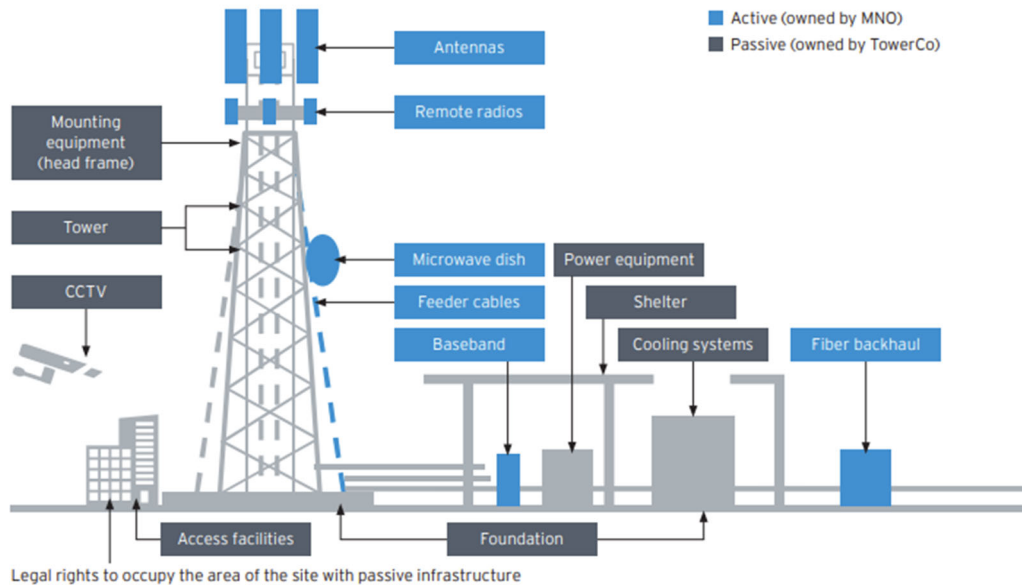 Active (owned by MNO)
Passive (owned by TowerCo)
Antennas
Remote radios
Mounting
equipment
(head frame)
Tower
CCTV
Microwave dish
Power equipment
Feeder cables
Shelter
Baseband
Cooling systems
Fiber backhaul
Access facilities
Foundation
Legal rights to occupy the area of the site with passive infrastructure